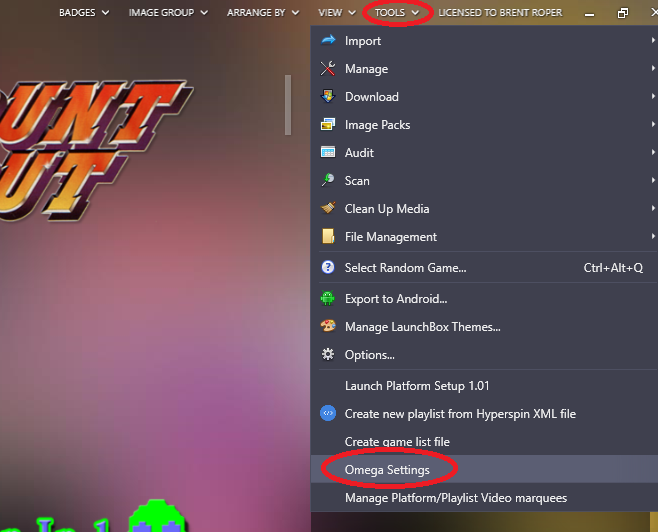 BADGES IMAGE GROUP ARRANGE BY VIEW TOOLS LICENSED TO BRENT ROPER
Import
Manage
Download
Image Packs
Audit
Scan
Clean Up Media
File Management
Select Random Game... Ctrl+Alt+Q
Export to Android...
Manage LaunchBox Themes...
Options...
Launch Platform Setup 1.01
Create new playlist from Hyperspin XML file
Create game list file
Omega Settings
Manage Platform/Playlist Video marquees
OUNT
UT